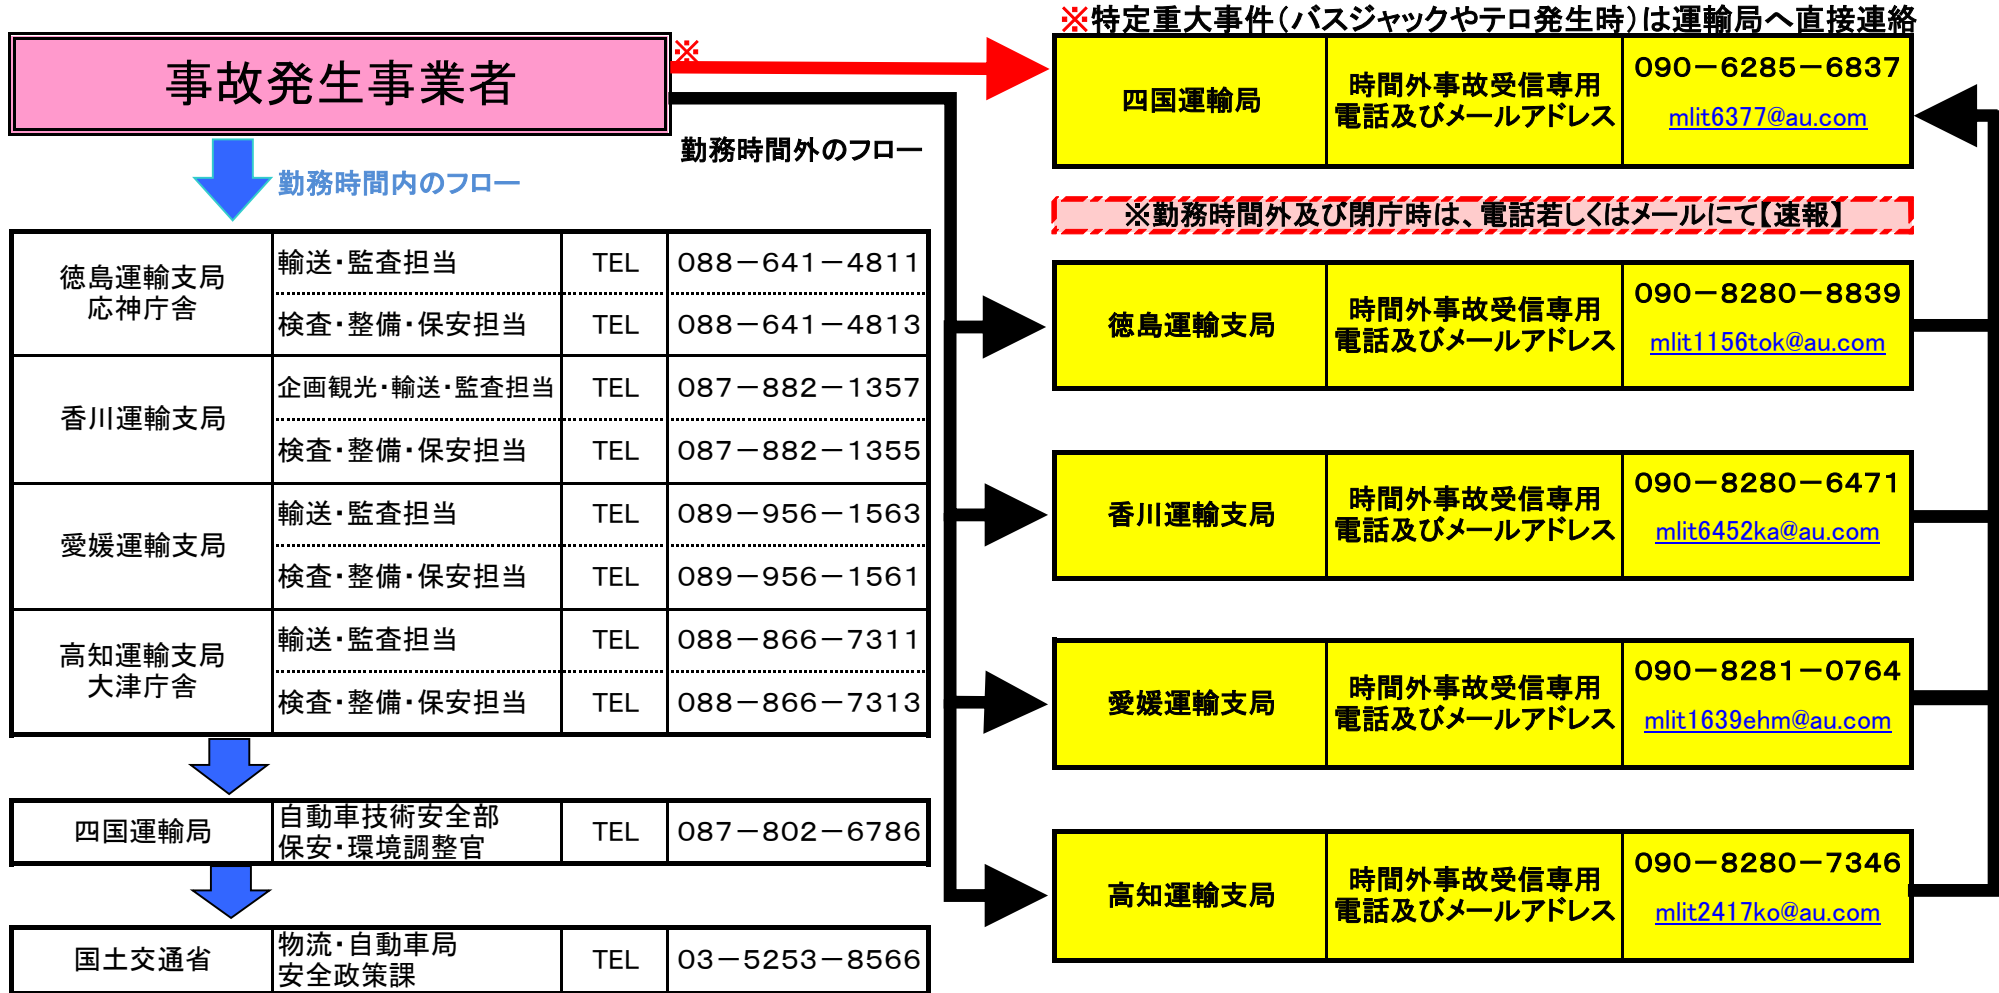 ※特定重大事件(バスジャックやテロ発生時)は運輸局へ直接連絡
事故発生事業者
※
勤務時間外のフロー
勤務時間内のフロー
徳島運輸支局
応神庁舎
輸送・監査担当
TEL
088-641-4811
検査・整備・保安担当
TEL
088-641-4813
香川運輸支局
企画観光・輸送・監査担当
TEL
087-882-1357
検査・整備・保安担当
TEL
087-882-1355
愛媛運輸支局
輸送・監査担当
TEL
089-956-1563
検査・整備・保安担当
TEL
089-956-1561
高知運輸支局
大津庁舎
輸送・監査担当
TEL
088-866-7311
検査・整備・保安担当
TEL
088-866-7313
四国運輸局
自動車技術安全部
保安・環境調整官
TEL
087-802-6786
国土交通省
物流・自動車局
安全政策課
TEL
03-5253-8566
四国運輸局
時間外事故受信専用
電話及びメールアドレス
090-6285-6837
mlit6377@au.com
※勤務時間外及び閉庁時は、電話若しくはメールにて【速報】
徳島運輸支局
時間外事故受信専用
電話及びメールアドレス
090-8280-8839
mlit1156tok@au.com
香川運輸支局
時間外事故受信専用
電話及びメールアドレス
090-8280-6471
mlit6452ka@au.com
愛媛運輸支局
時間外事故受信専用
電話及びメールアドレス
090-8281-0764
mlit1639ehm@au.com
高知運輸支局
時間外事故受信専用
電話及びメールアドレス
090-8280-7346
mlit2417ko@au.com